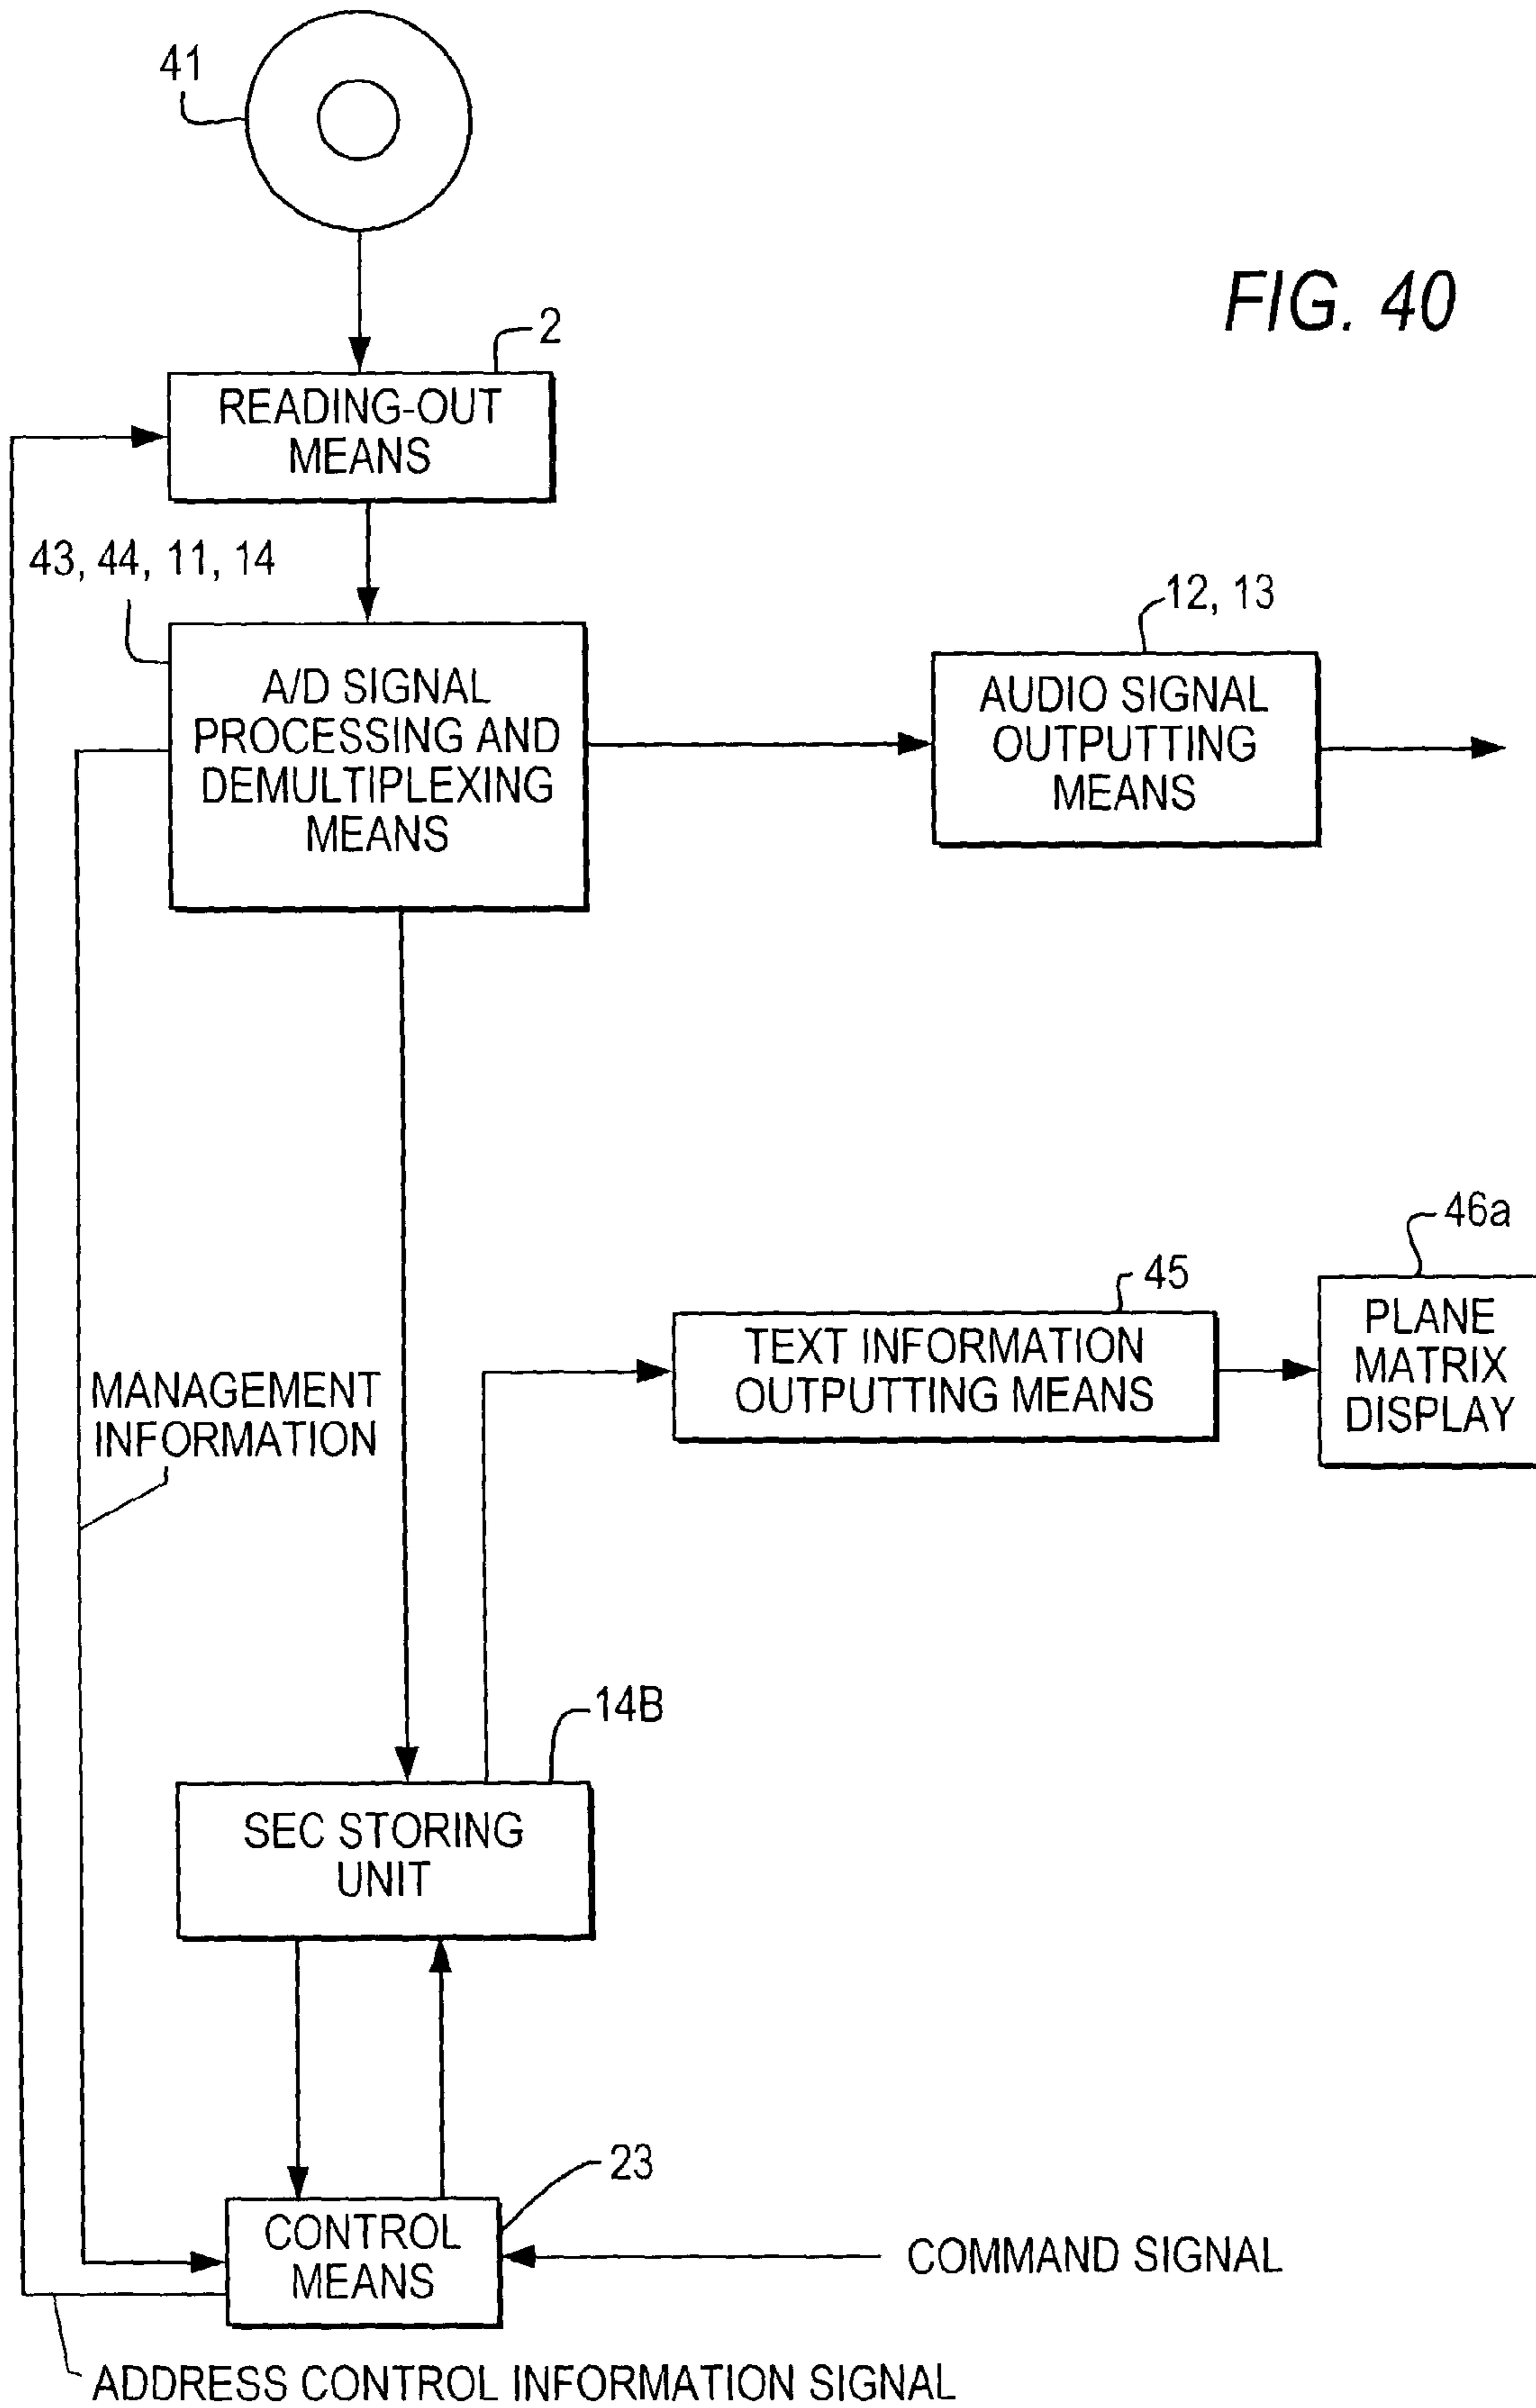 41
FIG. 40
2
READING-OUT
MEANS
43, 44, 11, 14
12, 13
A/D SIGNAL
PROCESSING AND
DEMULTIPLEXING
MEANS
AUDIO SIGNAL
OUTPUTTING
MEANS
46a
45
PLANE
MATRIX
DISPLAY
TEXT INFORMATION
OUTPUTTING MEANS
MANAGEMENT
INFORMATION
14B
SEC STORING
UNIT
23
CONTROL
MEANS
COMMAND SIGNAL
ADDRESS CONTROL INFORMATION SIGNAL